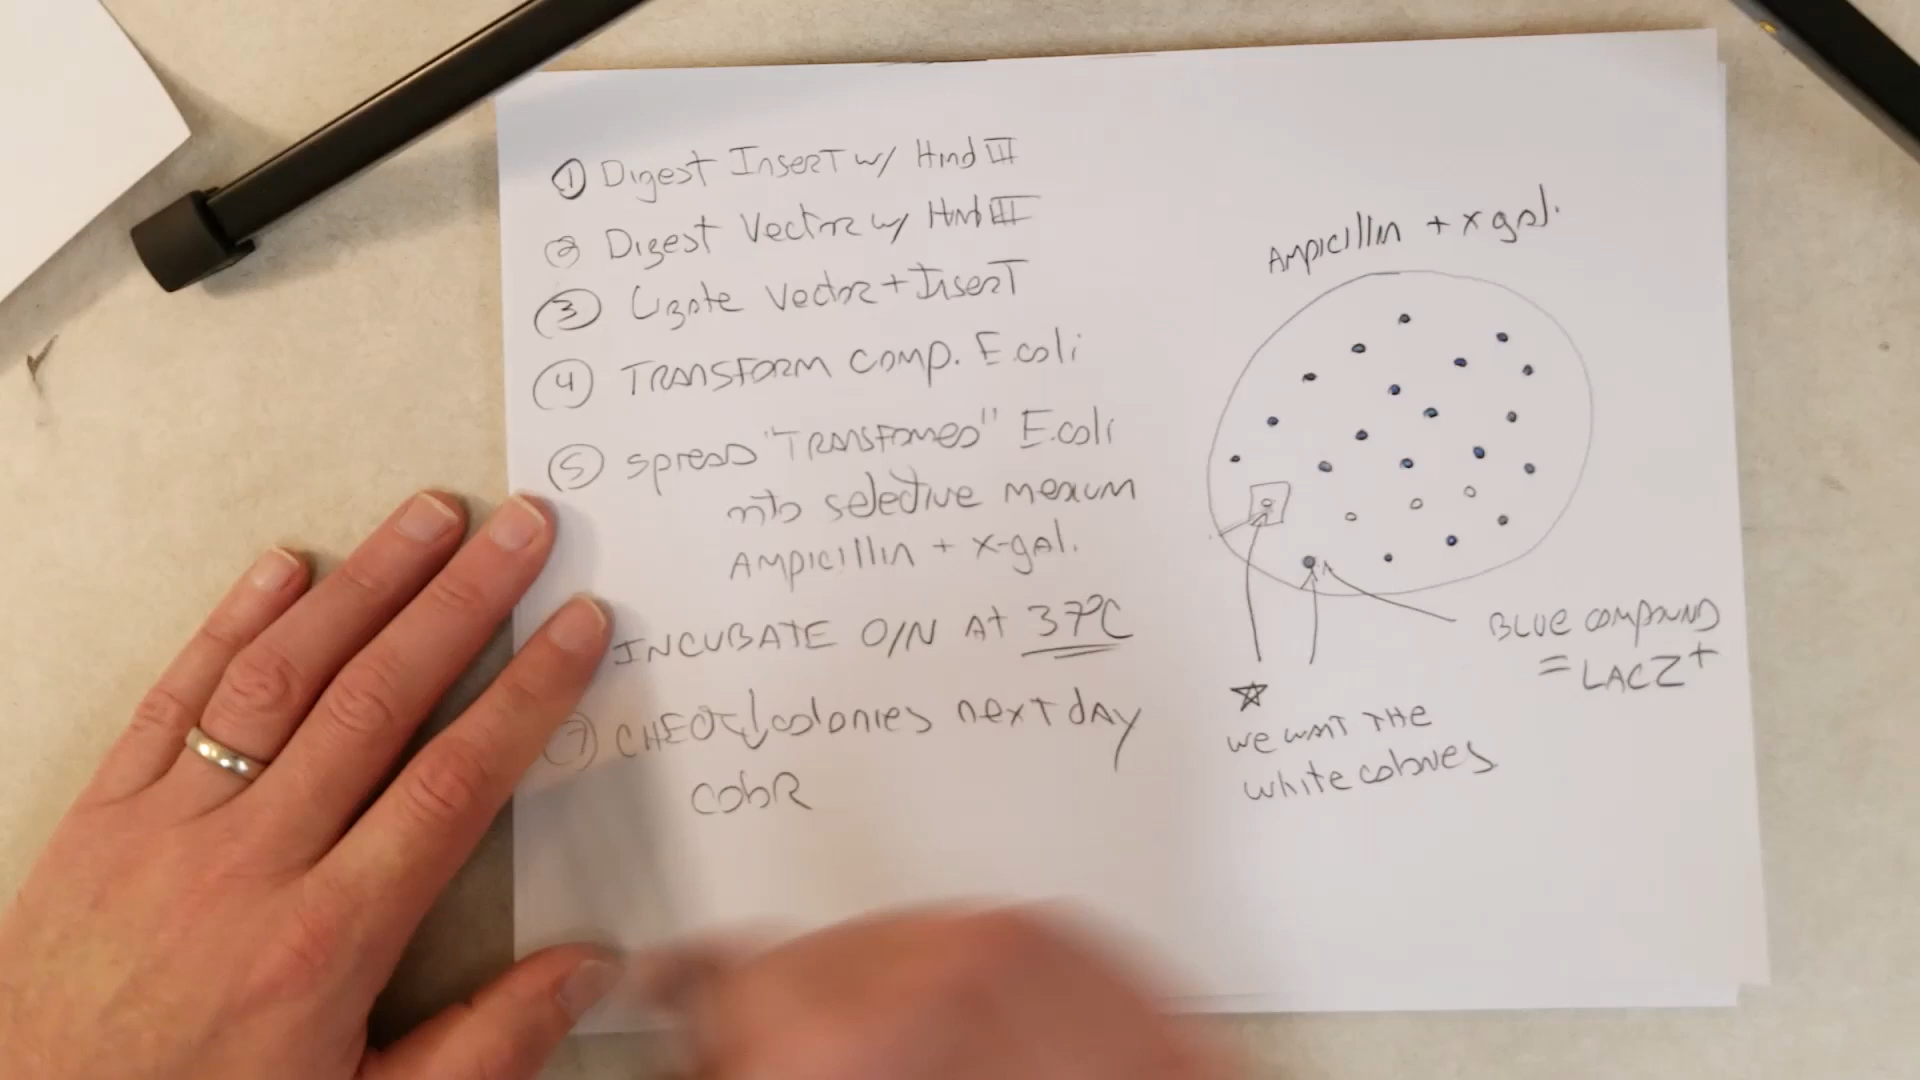 ① Digest Insert w/ Hind III
② Digest Vector w/ Hind III
③ Ligate Vector + Insert
④ TRANSFORM comp. E.coli
⑤ spread "Transformed" E.coli
into selective medium
Ampicillin + x-gal.
INCUBATE O/N At 37°C
⑦ CHECK colonies next dAy
color
Ampicillin + x gal.
BLUE COMPOUND
= LACZ+
☆
we want THE
white colonies